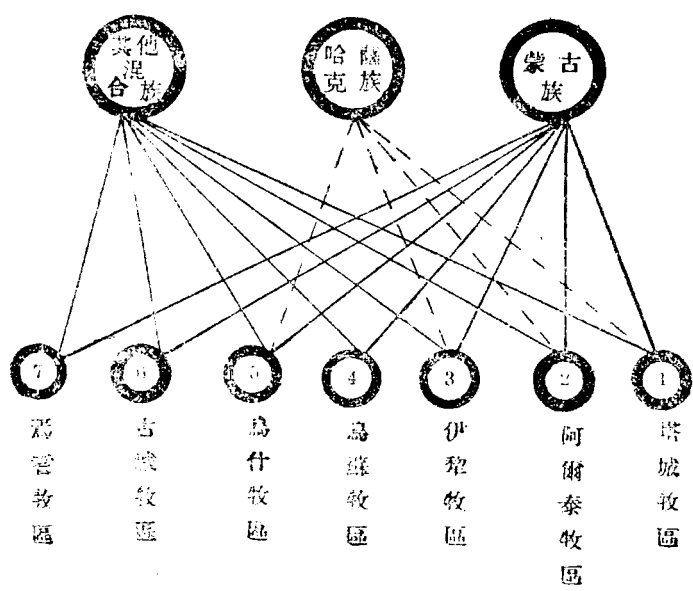 其他混合族
哈薩克族
蒙古族
7
6
5
4
3
2
1
焉耆牧區
古城牧區
烏什牧區
烏蘇牧區
伊犂牧區
阿爾泰牧區
塔城牧區